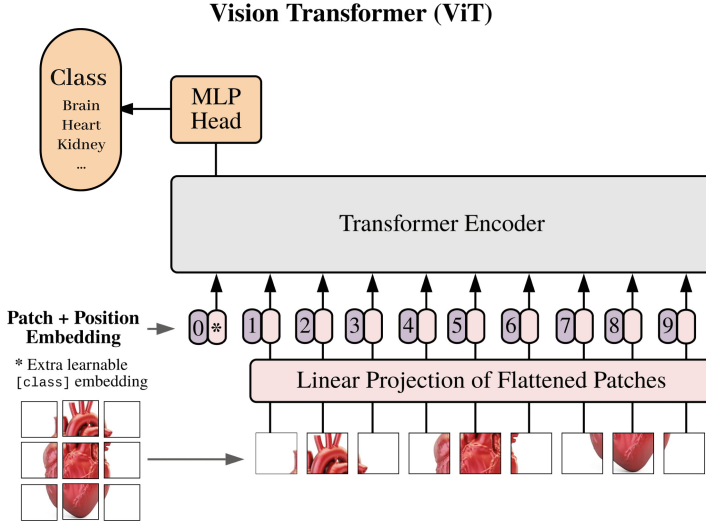 Vision Transformer (ViT)
Class
Brain
Heart
Kidney
...
MLP
Head
Transformer Encoder
Patch + Position
Embedding
0 * 1 2 3 4 5 6 7 8 9
* Extra learnable
[class] embedding
Linear Projection of Flattened Patches